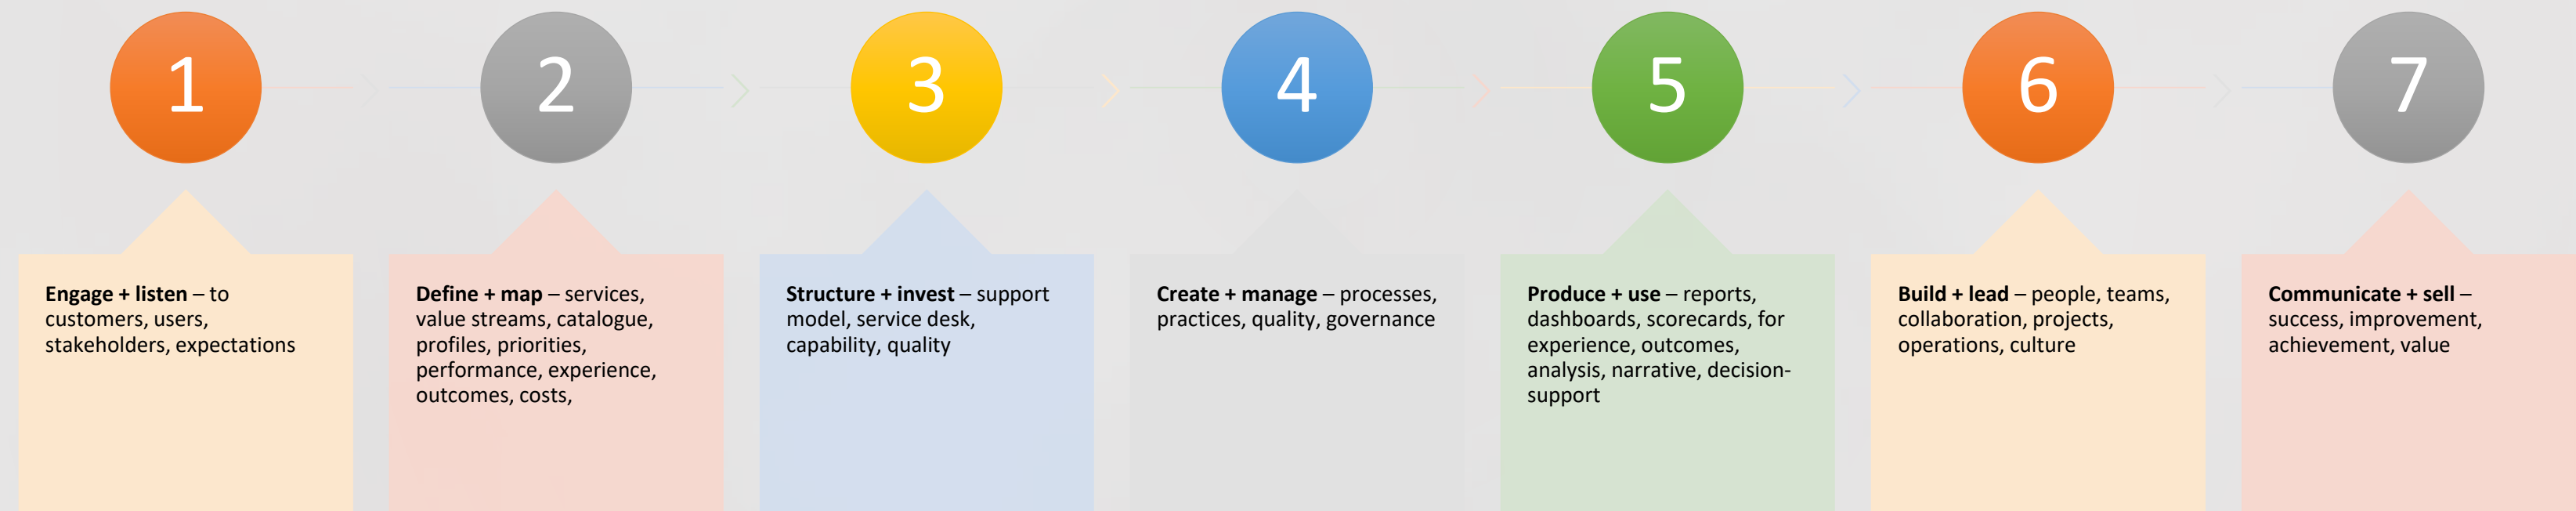 1
2
3
4
5
6
7
Engage + listen – to
customers, users,
stakeholders, expectations
Define + map – services,
value streams, catalogue,
profiles, priorities,
performance, experience,
outcomes, costs,
Structure + invest – support
model, service desk,
capability, quality
Create + manage – processes,
practices, quality, governance
Produce + use – reports,
dashboards, scorecards, for
experience, outcomes,
analysis, narrative, decision-
support
Build + lead – people, teams,
collaboration, projects,
operations, culture
Communicate + sell –
success, improvement,
achievement, value